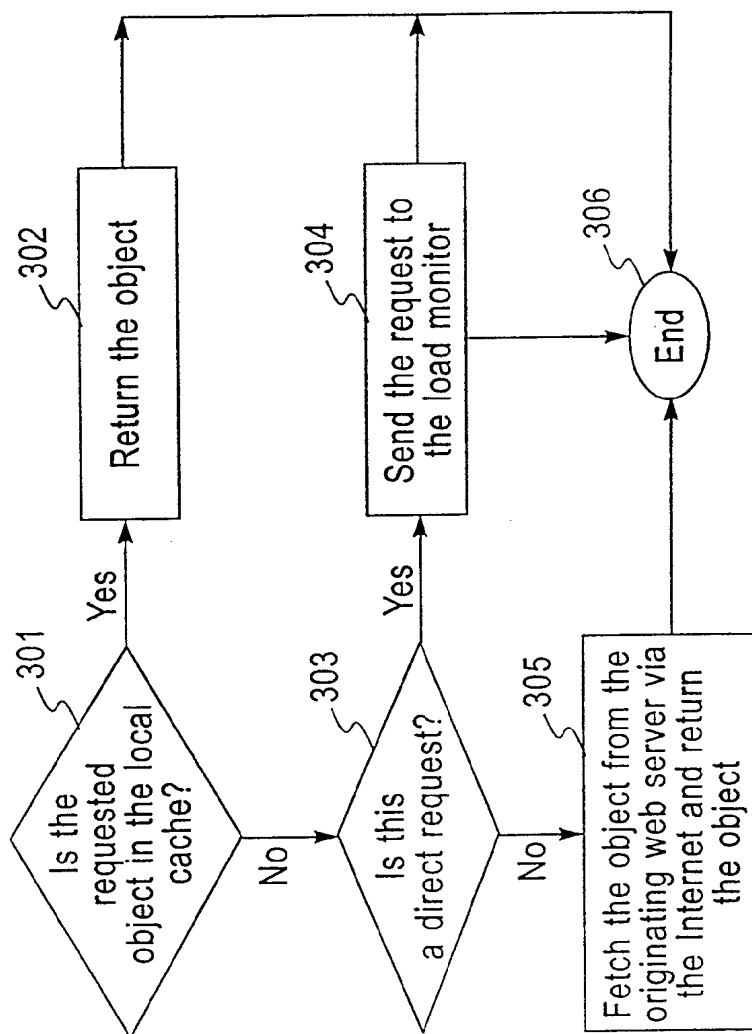 301
Is the
requested
object in the local
cache?
Yes
302
Return the object
No
303
Is this
a direct request?
Yes
304
Send the request to
the load monitor
No
305
Fetch the object from the
originating web server via
the Internet and return
the object
306
End